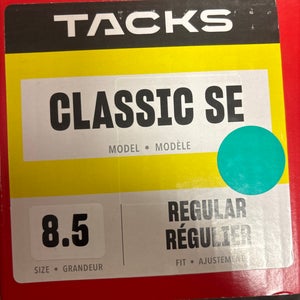 TACKS
CLASSIC SE
MODEL • MODÈLE
8.5
SIZE • GRANDEUR
REGULAR
RÉGULIER
FIT • AJUSTEMENT